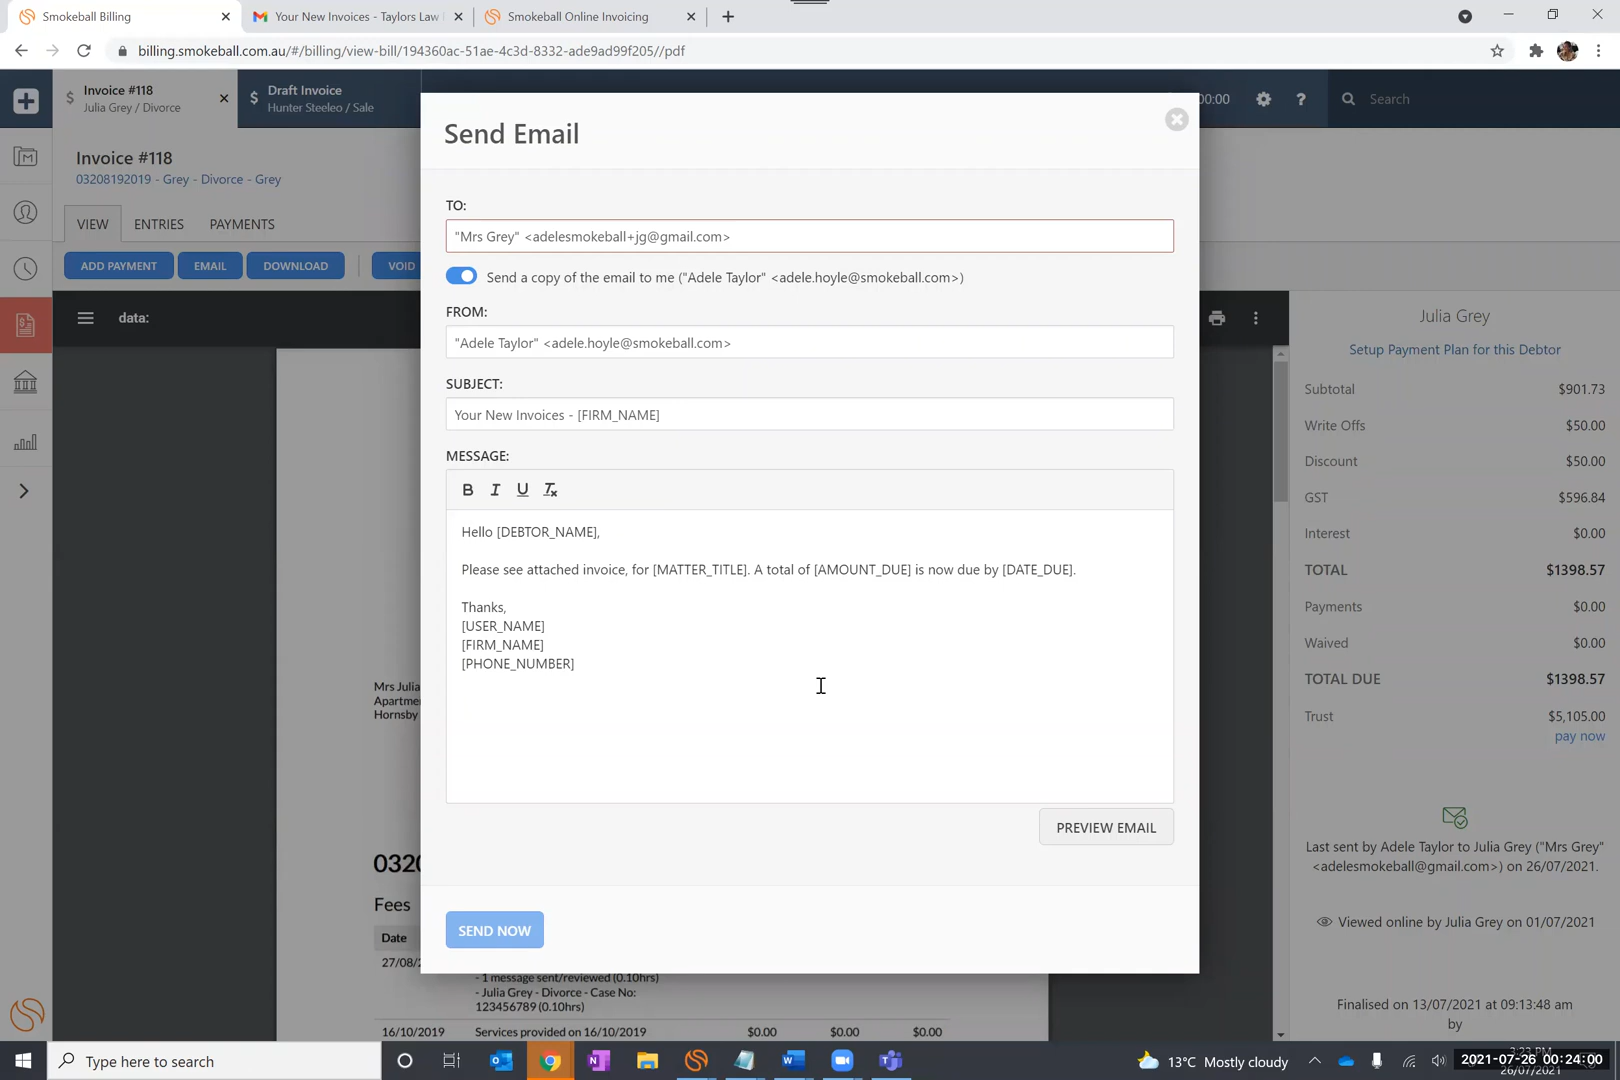 Smokeball Billing
Your New Invoices - Taylors Law
Smokeball Online Invoicing
billing.smokeball.com.au/#/billing/view-bill/194360ac-51ae-4c3d-8332-ade9ad99f205//pdf
Invoice #118
Julia Grey / Divorce
Draft Invoice
Hunter Steeleo / Sale
00:00
Search
Invoice #118
03208192019 - Grey - Divorce - Grey
VIEW
ENTRIES
PAYMENTS
ADD PAYMENT
EMAIL
DOWNLOAD
VOID
data:
Send Email
TO:
"Mrs Grey" <adelesmokeball+jg@gmail.com>
Send a copy of the email to me ("Adele Taylor" <adele.hoyle@smokeball.com>)
FROM:
"Adele Taylor" <adele.hoyle@smokeball.com>
SUBJECT:
Your New Invoices - [FIRM_NAME]
MESSAGE:
B I U Tx
Hello [DEBTOR_NAME],
Please see attached invoice, for [MATTER_TITLE]. A total of [AMOUNT_DUE] is now due by [DATE_DUE].
Thanks,
[USER_NAME]
[FIRM_NAME]
[PHONE_NUMBER]
PREVIEW EMAIL
SEND NOW
Mrs Julia
Apartme
Hornsby
032
Fees
Date
27/08/2
- 1 message sent/reviewed (0.10hrs)
- Julia Grey - Divorce - Case No:
123456789 (0.10hrs)
16/10/2019 Services provided on 16/10/2019 $0.00 $0.00 $0.00
Julia Grey
Setup Payment Plan for this Debtor
Subtotal $901.73
Write Offs $50.00
Discount $50.00
GST $596.84
Interest $0.00
TOTAL $1398.57
Payments $0.00
Waived $0.00
TOTAL DUE $1398.57
Trust $5,105.00
pay now
Last sent by Adele Taylor to Julia Grey ("Mrs Grey"
<adelesmokeball@gmail.com>) on 26/07/2021.
Viewed online by Julia Grey on 01/07/2021
Finalised on 13/07/2021 at 09:13:48 am
by
Type here to search
13°C Mostly cloudy
2021-07-26 00:24:00
26/07/2021